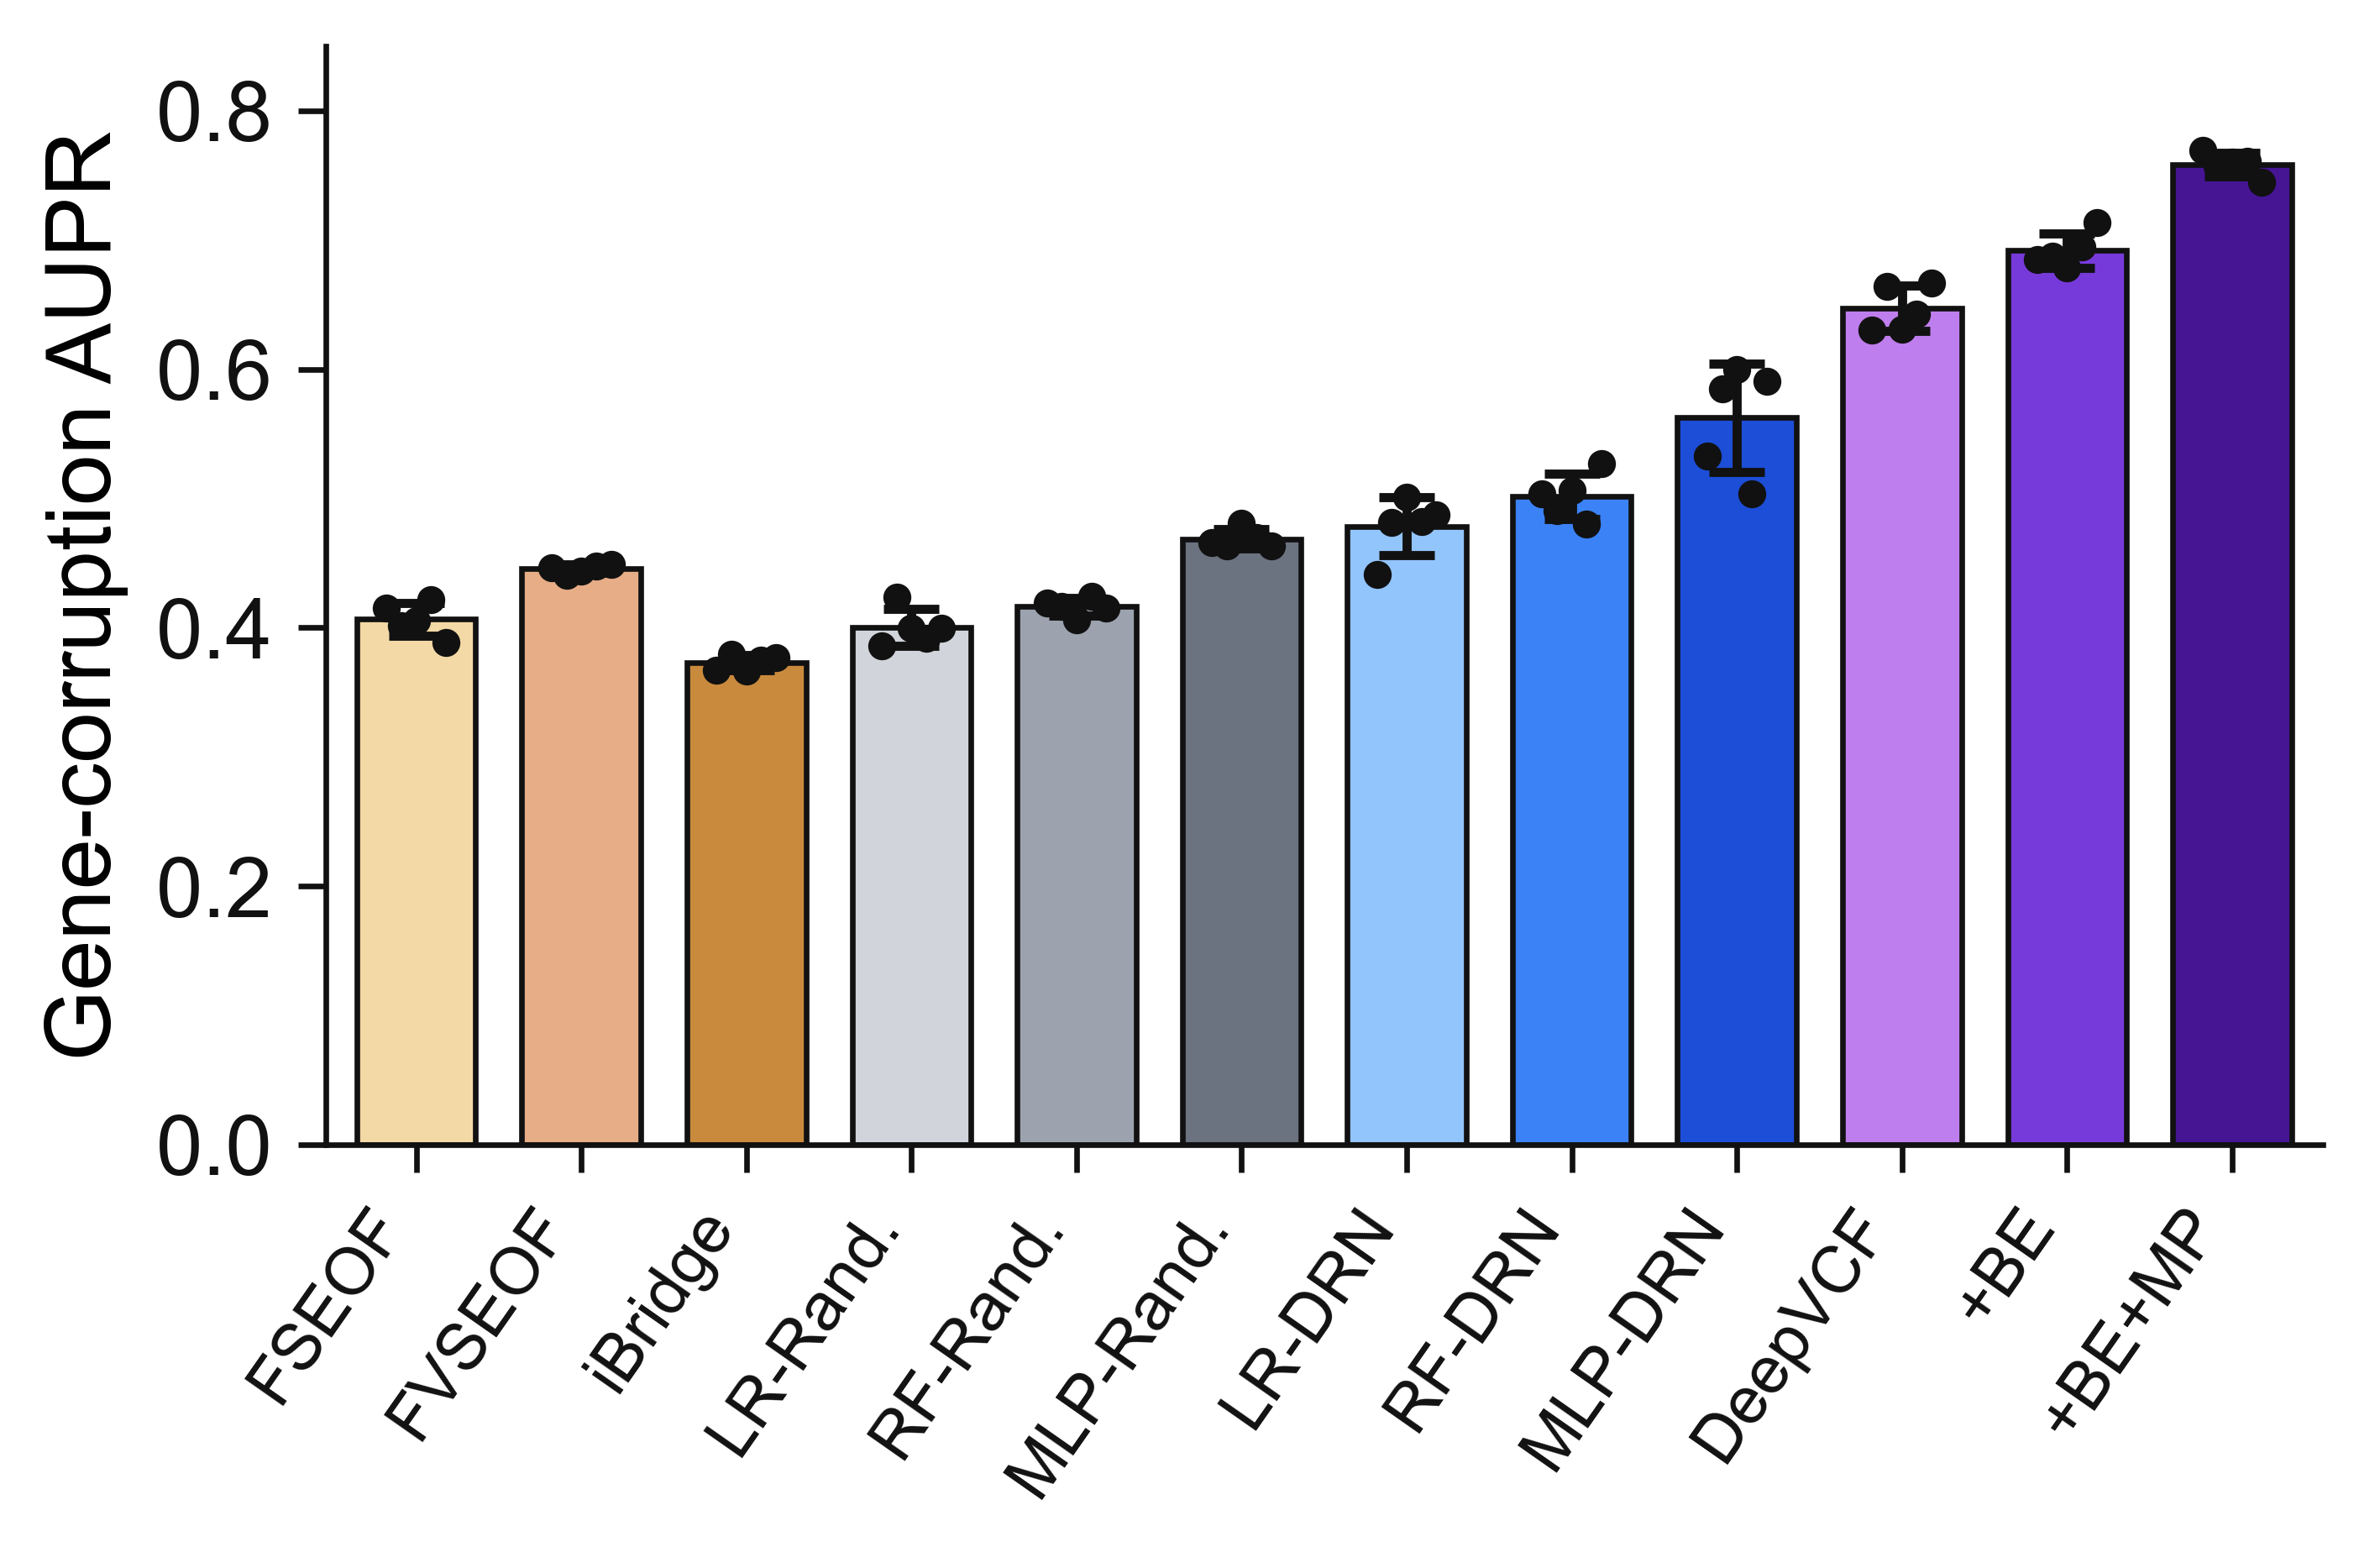 Gene-corruption AUPR
0.8
0.6
0.4
0.2
0.0
FSEOF
FVSEOF
iBridge
LR-Rand.
RF-Rand.
MLP-Rand.
LR-DRN
RF-DRN
MLP-DRN
DeepVCF
+BE
+BE+MP